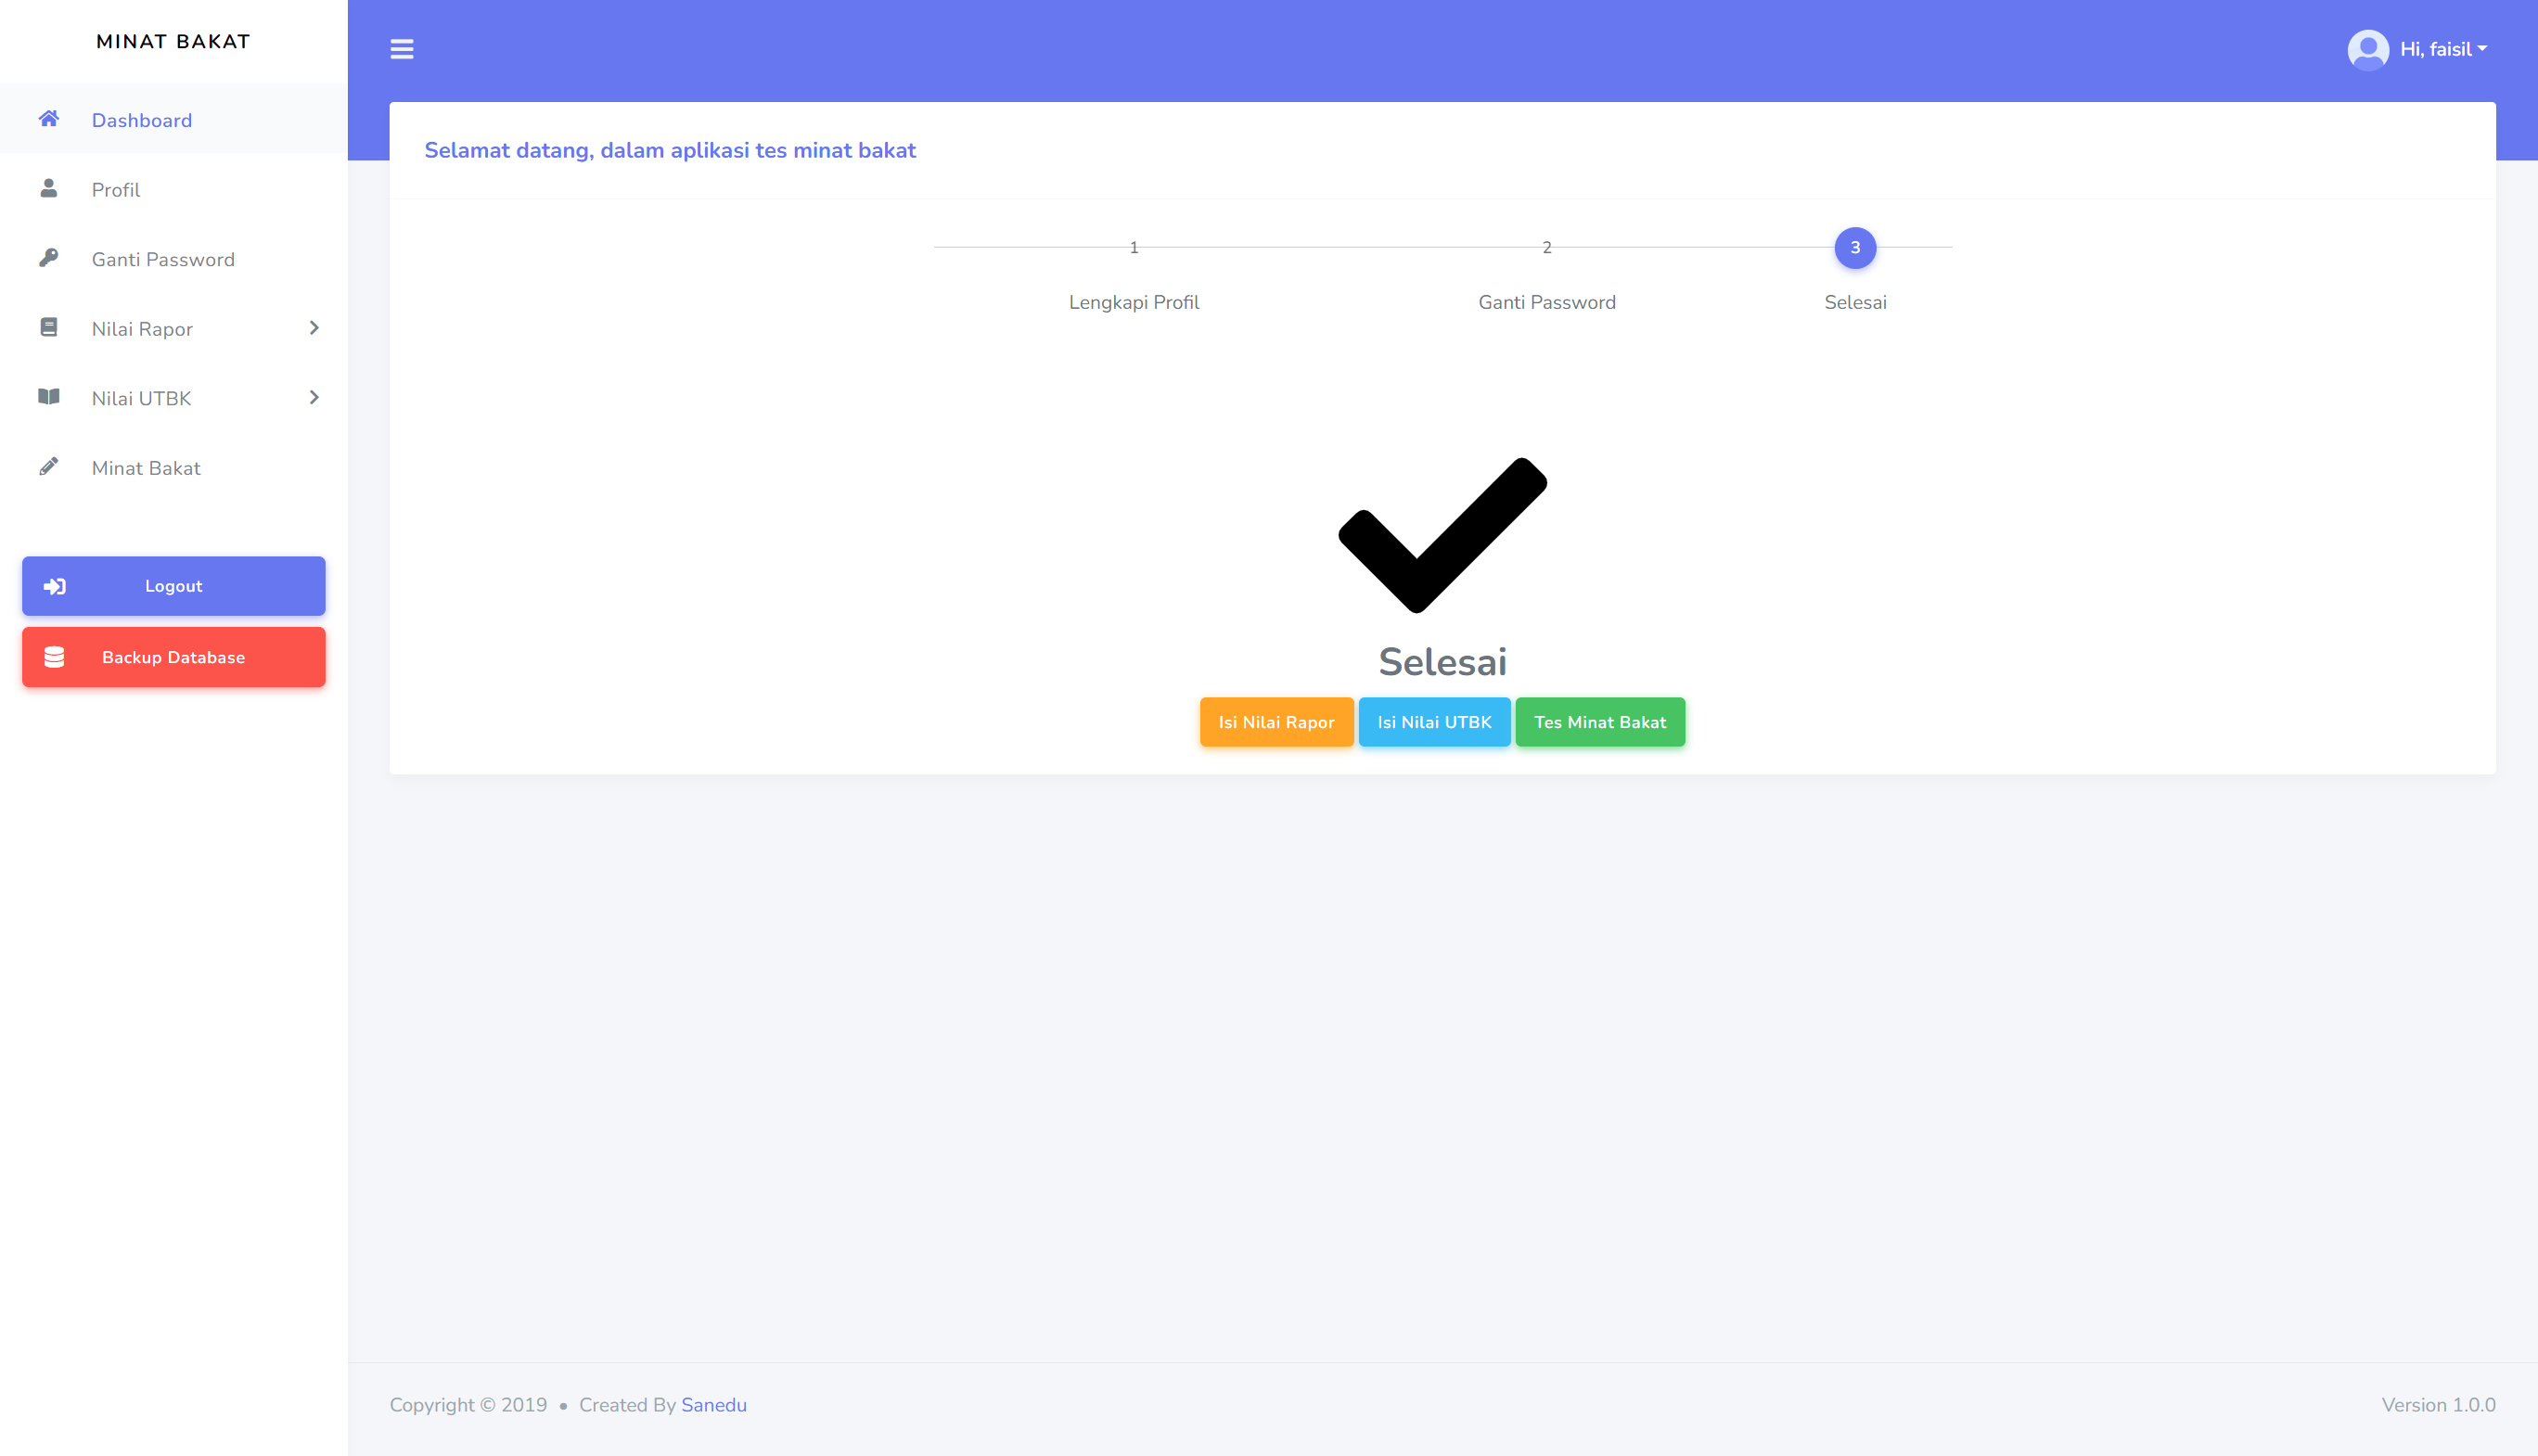 MINAT BAKAT
Dashboard
Profil
Ganti Password
Nilai Rapor
Nilai UTBK
Minat Bakat
Logout
Backup Database
Hi, faisil
Selamat datang, dalam aplikasi tes minat bakat
1 2 3
Lengkapi Profil Ganti Password Selesai
Selesai
Isi Nilai Rapor Isi Nilai UTBK Tes Minat Bakat
Copyright © 2019 • Created By Sanedu
Version 1.0.0